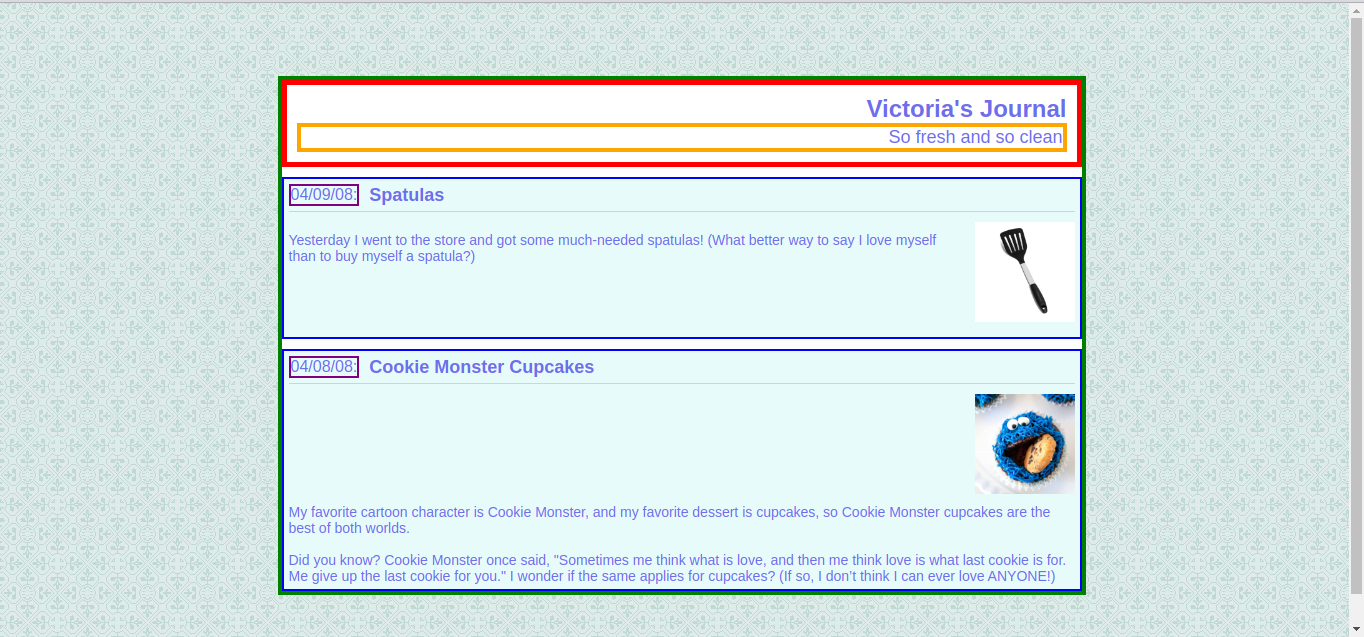 Victoria's Journal
So fresh and so clean
04/09/08: Spatulas
Yesterday I went to the store and got some much-needed spatulas! (What better way to say I love myself
than to buy myself a spatula?)
04/08/08: Cookie Monster Cupcakes
My favorite cartoon character is Cookie Monster, and my favorite dessert is cupcakes, so Cookie Monster cupcakes are the
best of both worlds.
Did you know? Cookie Monster once said, "Sometimes me think what is love, and then me think love is what last cookie is for.
Me give up the last cookie for you." I wonder if the same applies for cupcakes? (If so, I don’t think I can ever love ANYONE!)